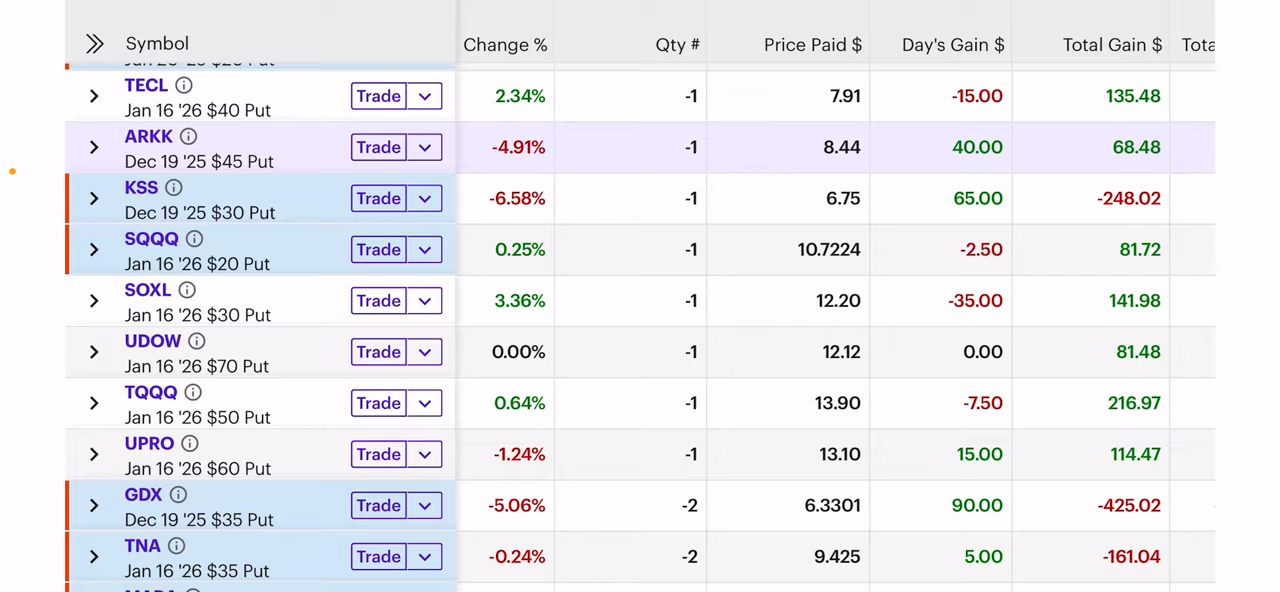 Symbol Change % Qty # Price Paid $ Day's Gain $ Total Gain $ Tota
TECL
Jan 16 '26 $40 Put Trade 2.34% -1 7.91 -15.00 135.48
ARKK
Dec 19 '25 $45 Put Trade -4.91% -1 8.44 40.00 68.48
KSS
Dec 19 '25 $30 Put Trade -6.58% -1 6.75 65.00 -248.02
SQQQ
Jan 16 '26 $20 Put Trade 0.25% -1 10.7224 -2.50 81.72
SOXL
Jan 16 '26 $30 Put Trade 3.36% -1 12.20 -35.00 141.98
UDOW
Jan 16 '26 $70 Put Trade 0.00% -1 12.12 0.00 81.48
TQQQ
Jan 16 '26 $50 Put Trade 0.64% -1 13.90 -7.50 216.97
UPRO
Jan 16 '26 $60 Put Trade -1.24% -1 13.10 15.00 114.47
GDX
Dec 19 '25 $35 Put Trade -5.06% -2 6.3301 90.00 -425.02
TNA
Jan 16 '26 $35 Put Trade -0.24% -2 9.425 5.00 -161.04